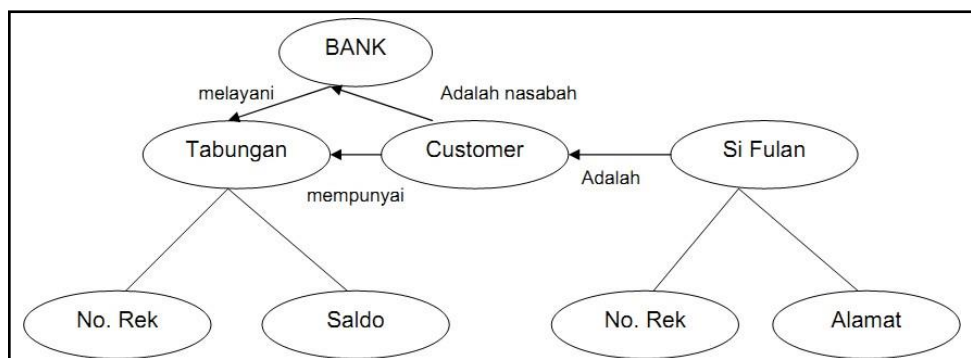 BANK
melayani
Adalah nasabah
Tabungan
Customer
Si Fulan
mempunyai
Adalah
No. Rek
Saldo
No. Rek
Alamat